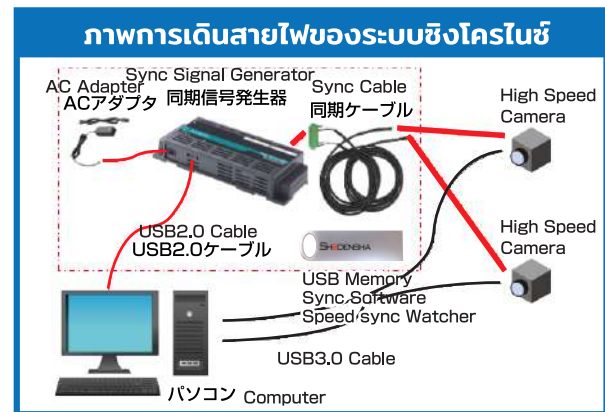 ภาพการเดินสายไฟของระบบซิงโครไนซ์
Sync Signal Generator
AC Adapter
ACアダプタ
同期信号発生器
Sync Cable
同期ケーブル
High Speed
Camera
USB2.0 Cable
USB2.0ケーブル
SHODENSHA
High Speed
Camera
USB Memory
Sync Software
Speed sync Watcher
USB3.0 Cable
パソコン Computer